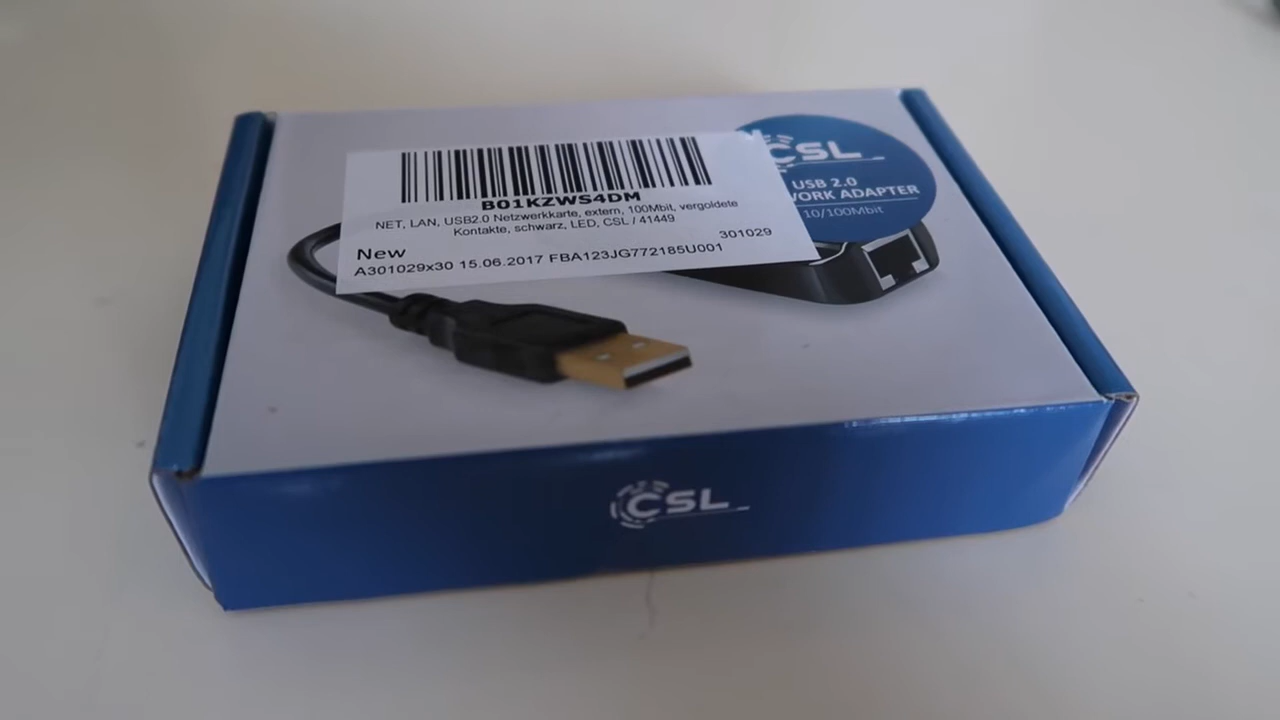 B01KZWS4DM
NET, LAN, USB2.0 Netzwerkkarte, extern, 100Mbit, vergoldete
Kontakte, schwarz, LED, CSL / 41449
New
301029
A301029x30 15.06.2017 FBA123JG772185U001
CSL
USB 2.0
ADAPTER
10/100Mbit
CSL